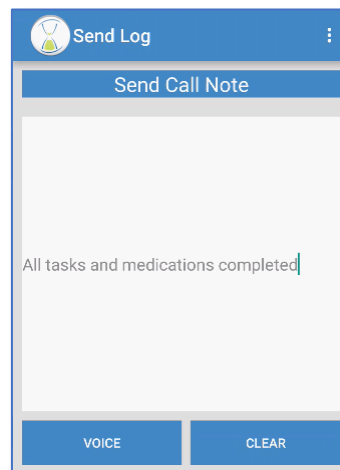 Send Log
Send Call Note
All tasks and medications completed
VOICE
CLEAR